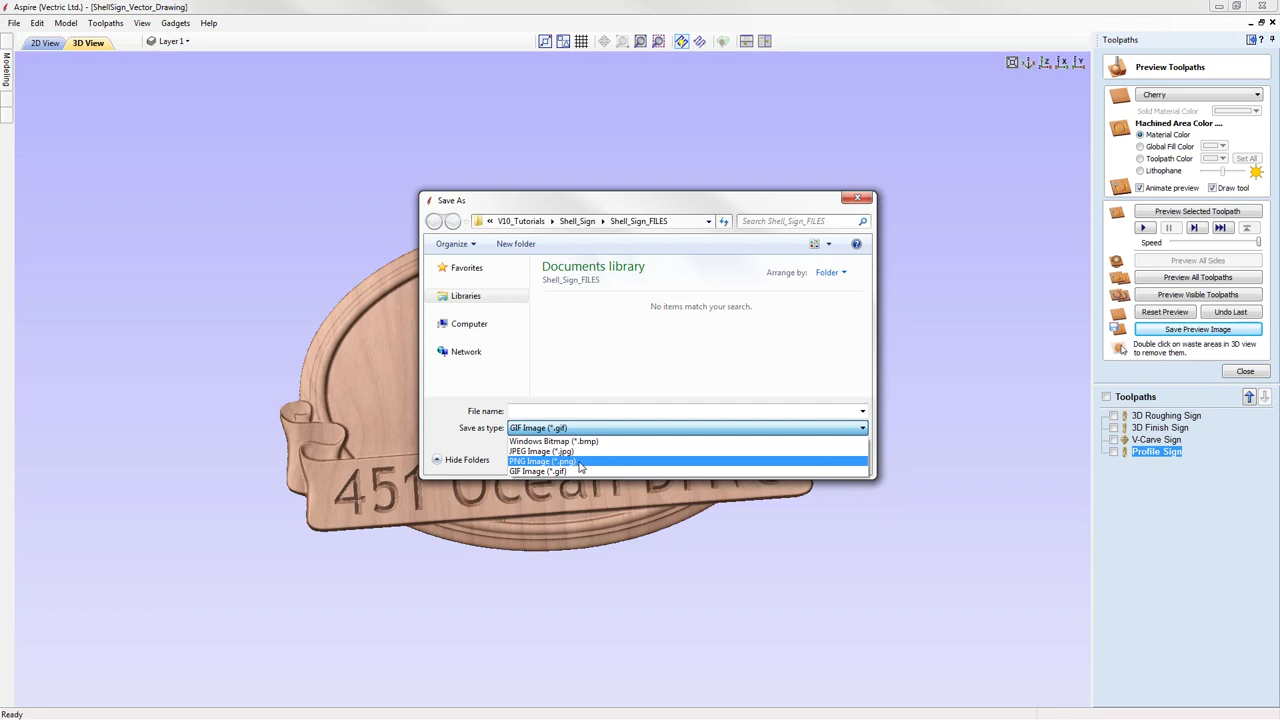 Aspire (Vectric Ltd.) - [ShellSign_Vector_Drawing]
File Edit Model Toolpaths View Gadgets Help
2D View 3D View Layer 1
Modeling
Toolpaths
Preview Toolpaths
Cherry
Solid Material Color
Machined Area Color ....
Material Color
Global Fill Color
Toolpath Color Set All
Lithophane
Animate preview Draw tool
Preview Selected Toolpath
Speed
Preview All Sides
Preview All Toolpaths
Preview Visible Toolpaths
Reset Preview Undo Last
Save Preview Image
Double click on waste areas in 3D view
to remove them.
Close
Toolpaths
3D Roughing Sign
3D Finish Sign
V-Carve Sign
Profile Sign
Save As
« V10_Tutorials Shell_Sign Shell_Sign_FILES Search Shell_Sign_FILES
Organize New folder
Favorites
Libraries
Computer
Network
Documents library
Shell_Sign_FILES
Arrange by: Folder
No items match your search.
File name:
Save as type: GIF Image (*.gif)
Windows Bitmap (*.bmp)
JPEG Image (*.jpg)
PNG Image (*.png)
GIF Image (*.gif)
Hide Folders
451 Ocean Drive
Ready